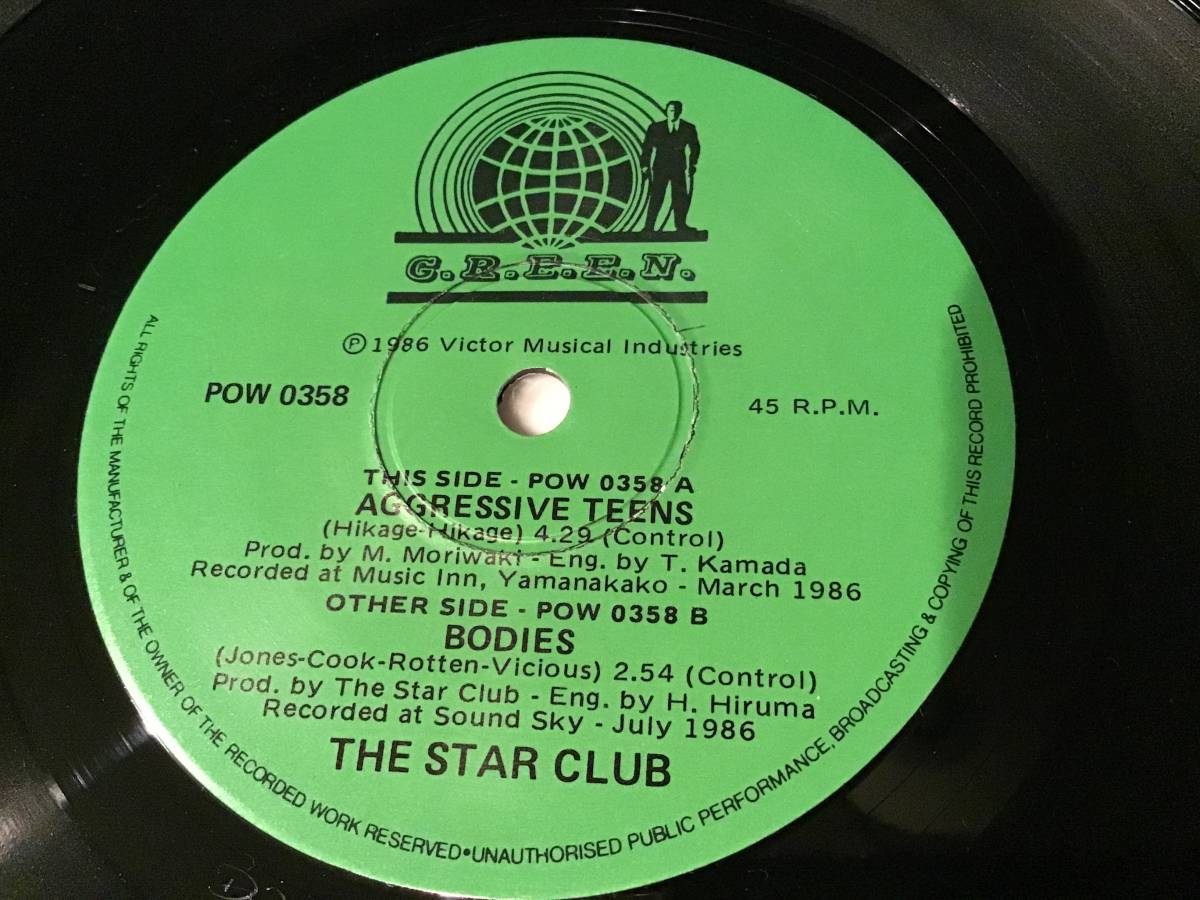 G.R.E.E.N.
Ⓟ1986 Victor Musical Industries
POW 0358
45 R.P.M.
THIS SIDE - POW 0358 A
AGGRESSIVE TEENS
(Hikage-Hikage) 4.29 (Control)
Prod. by M. Moriwaki - Eng. by T. Kamada
Recorded at Music Inn, Yamanakako - March 1986
OTHER SIDE - POW 0358 B
BODIES
(Jones-Cook-Rotten-Vicious) 2.54 (Control)
Prod. by The Star Club - Eng. by H. Hiruma
Recorded at Sound Sky - July 1986
THE STAR CLUB
ALL RIGHTS OF THE MANUFACTURER & OF THE OWNER OF THE RECORDED WORK RESERVED•UNAUTHORISED PUBLIC PERFORMANCE, BROADCASTING & COPYING OF THIS RECORD PROHIBITED